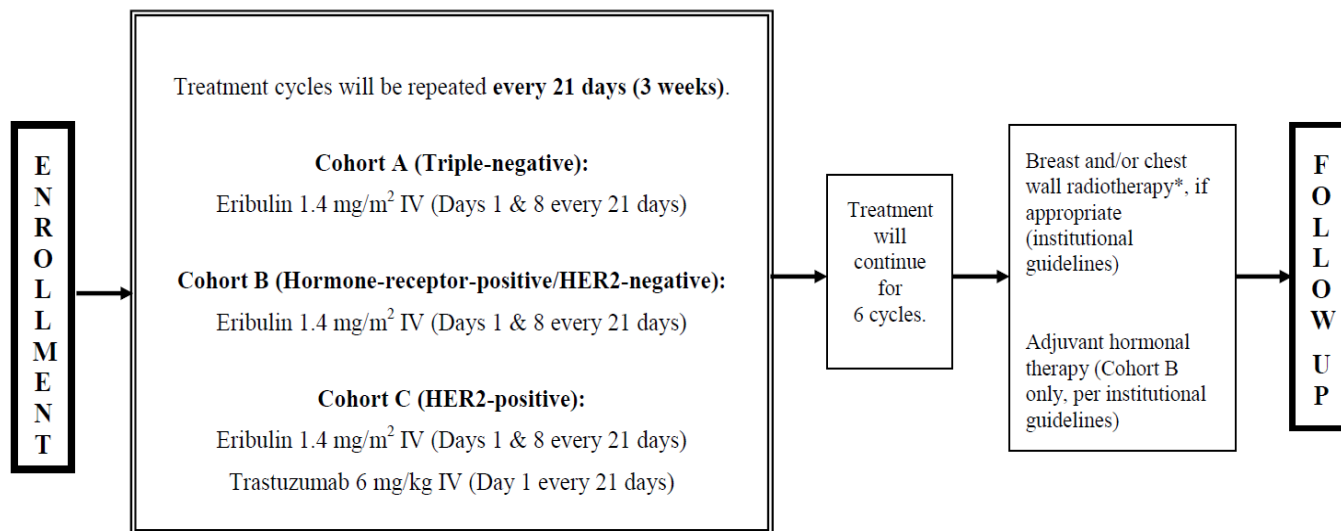 ENROLLMENT
Treatment cycles will be repeated every 21 days (3 weeks).
Cohort A (Triple-negative):
Eribulin 1.4 mg/m² IV (Days 1 & 8 every 21 days)
Cohort B (Hormone-receptor-positive/HER2-negative):
Eribulin 1.4 mg/m² IV (Days 1 & 8 every 21 days)
Cohort C (HER2-positive):
Eribulin 1.4 mg/m² IV (Days 1 & 8 every 21 days)
Trastuzumab 6 mg/kg IV (Day 1 every 21 days)
Treatment
will
continue
for
6 cycles.
Breast and/or chest
wall radiotherapy*, if
appropriate
(institutional
guidelines)
Adjuvant hormonal
therapy (Cohort B
only, per institutional
guidelines)
FOLLOW UP